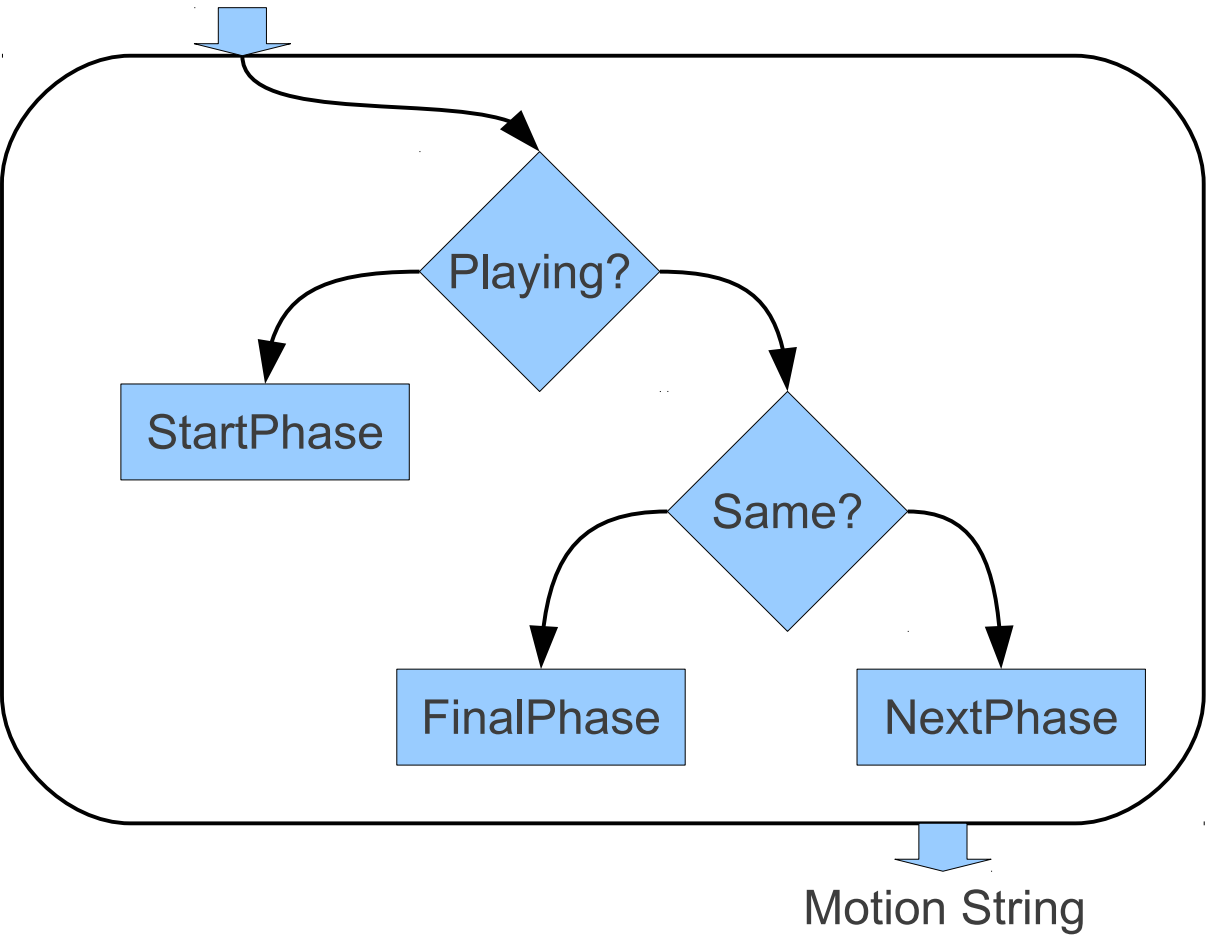 Playing?
StartPhase
Same?
FinalPhase
NextPhase
Motion String